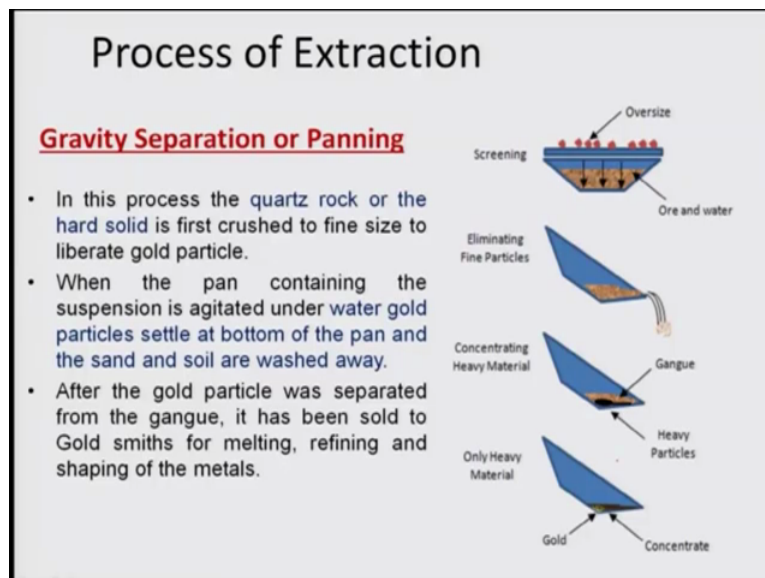 Process of Extraction
Gravity Separation or Panning
• In this process the quartz rock or the
hard solid is first crushed to fine size to
liberate gold particle.
• When the pan containing the
suspension is agitated under water gold
particles settle at bottom of the pan and
the sand and soil are washed away.
• After the gold particle was separated
from the gangue, it has been sold to
Gold smiths for melting, refining and
shaping of the metals.
Oversize
Screening
Ore and water
Eliminating
Fine Particles
Concentrating
Heavy Material
Gangue
Heavy
Particles
Only Heavy
Material
Gold
Concentrate